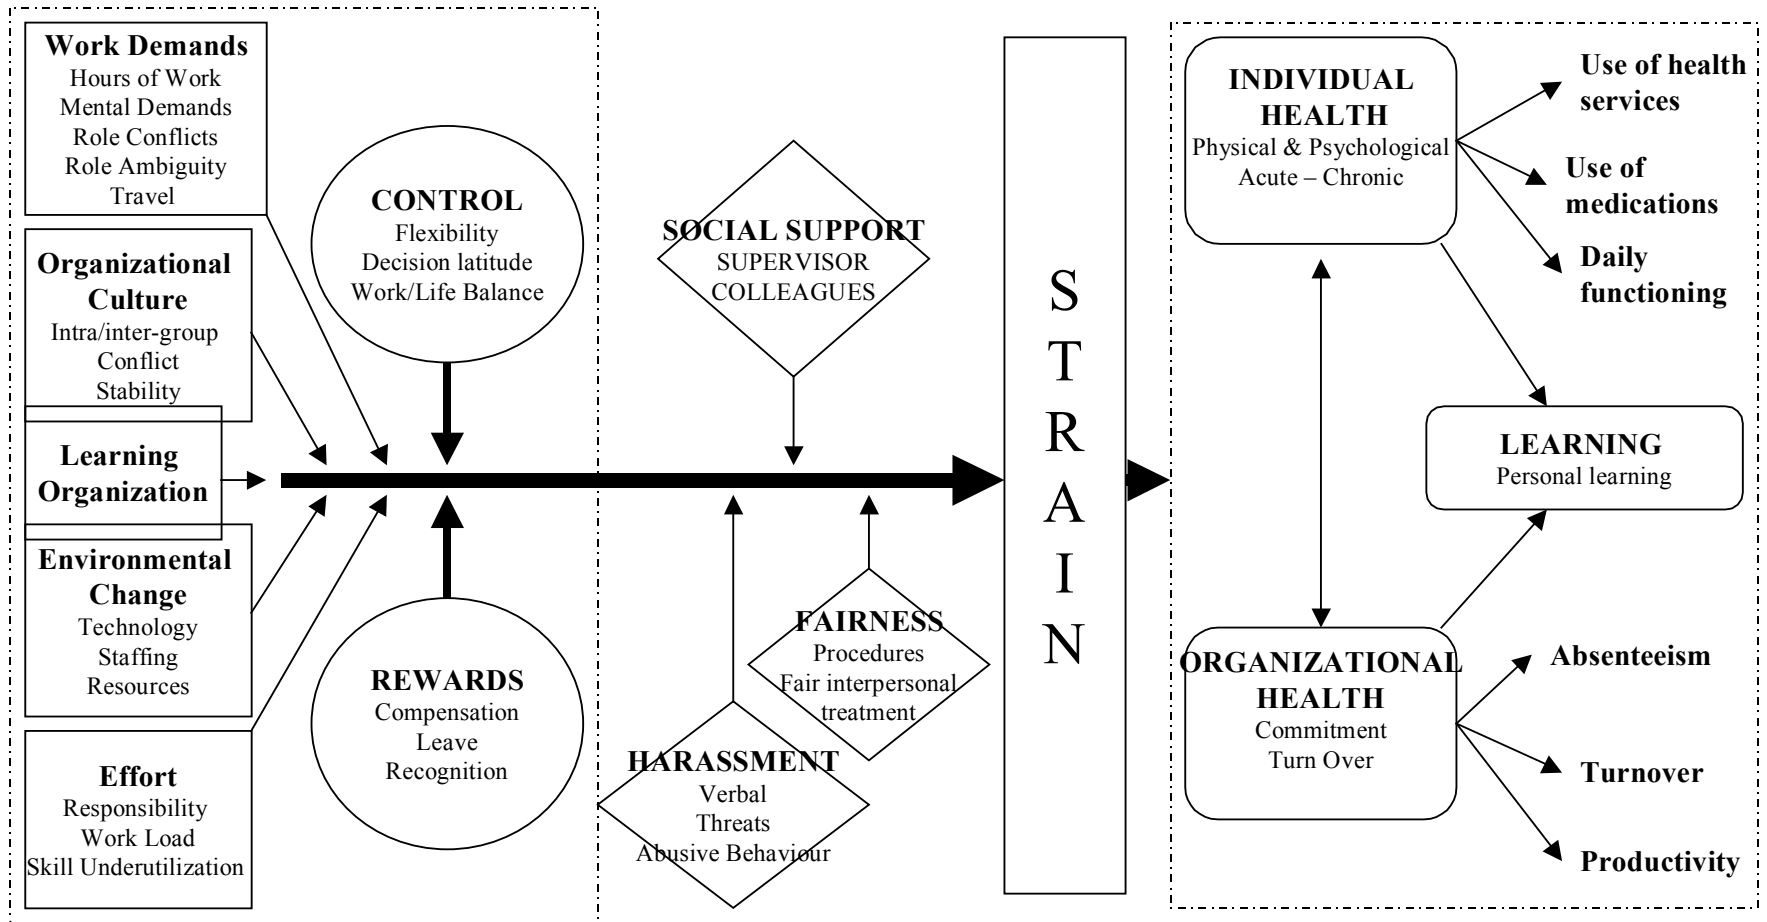 Work Demands
Hours of Work
Mental Demands
Role Conflicts
Role Ambiguity
Travel
Organizational
Culture
Intra/inter-group
Conflict
Stability
Learning
Organization
Environmental
Change
Technology
Staffing
Resources
Effort
Responsibility
Work Load
Skill Underutilization
CONTROL
Flexibility
Decision latitude
Work/Life Balance
REWARDS
Compensation
Leave
Recognition
SOCIAL SUPPORT
SUPERVISOR
COLLEAGUES
HARASSMENT
Verbal
Threats
Abusive Behaviour
FAIRNESS
Procedures
Fair interpersonal
treatment
S
T
R
A
I
N
INDIVIDUAL
HEALTH
Physical & Psychological
Acute – Chronic
Use of health
services
Use of
medications
Daily
functioning
LEARNING
Personal learning
ORGANIZATIONAL
HEALTH
Commitment
Turn Over
Absenteeism
Turnover
Productivity